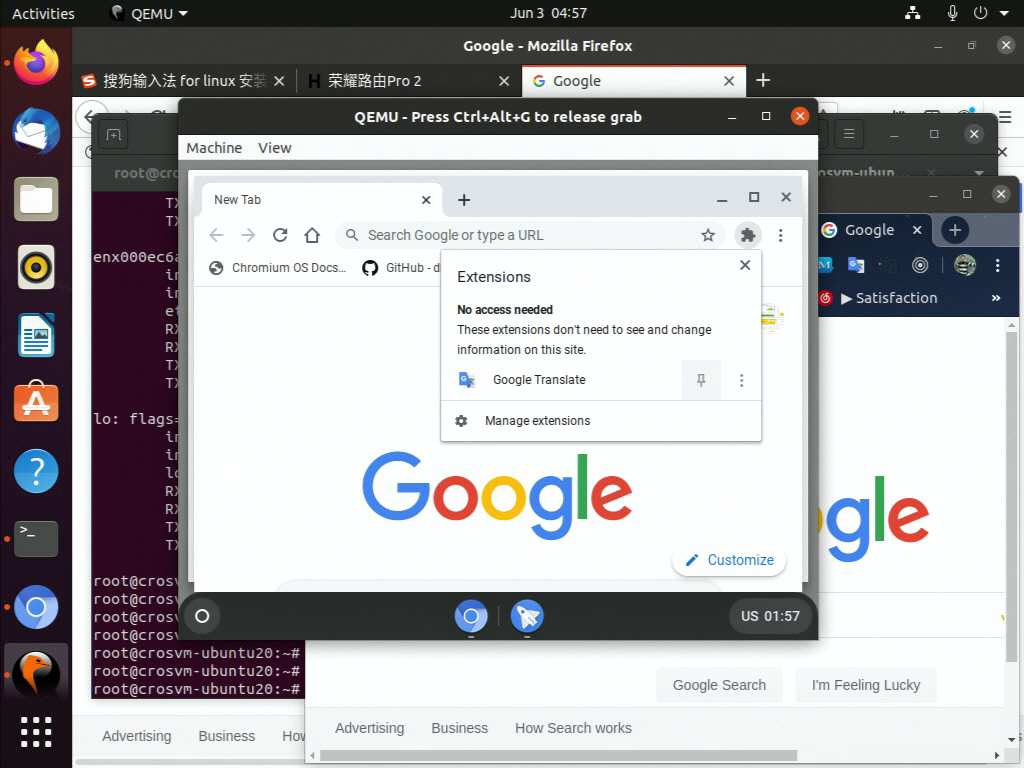 Activities
QEMU
Jun 3 04:57
Google - Mozilla Firefox
搜狗输入法 for linux 安装
荣耀路由Pro 2
Google
QEMU - Press Ctrl+Alt+G to release grab
Machine View
root@cro
osvm-ubun...
New Tab
Search Google or type a URL
Chromium OS Docs...
GitHub - d
Extensions
No access needed
These extensions don't need to see and change
information on this site.
Google Translate
Manage extensions
Google
Customize
US 01:57
Google
▶ Satisfaction
»
gle
TX
TX
enx000ec6a
in
in
et
RX
RX
TX
TX
lo: flags=
in
in
lo
RX
RX
TX
TX
root@crosv
root@crosv
root@crosv
root@crosv
root@crosvm-ubuntu20:~#
root@crosvm-ubuntu20:~#
root@crosvm-ubuntu20:~#
Google Search
I'm Feeling Lucky
Advertising Business How Search works
Advertising Business How